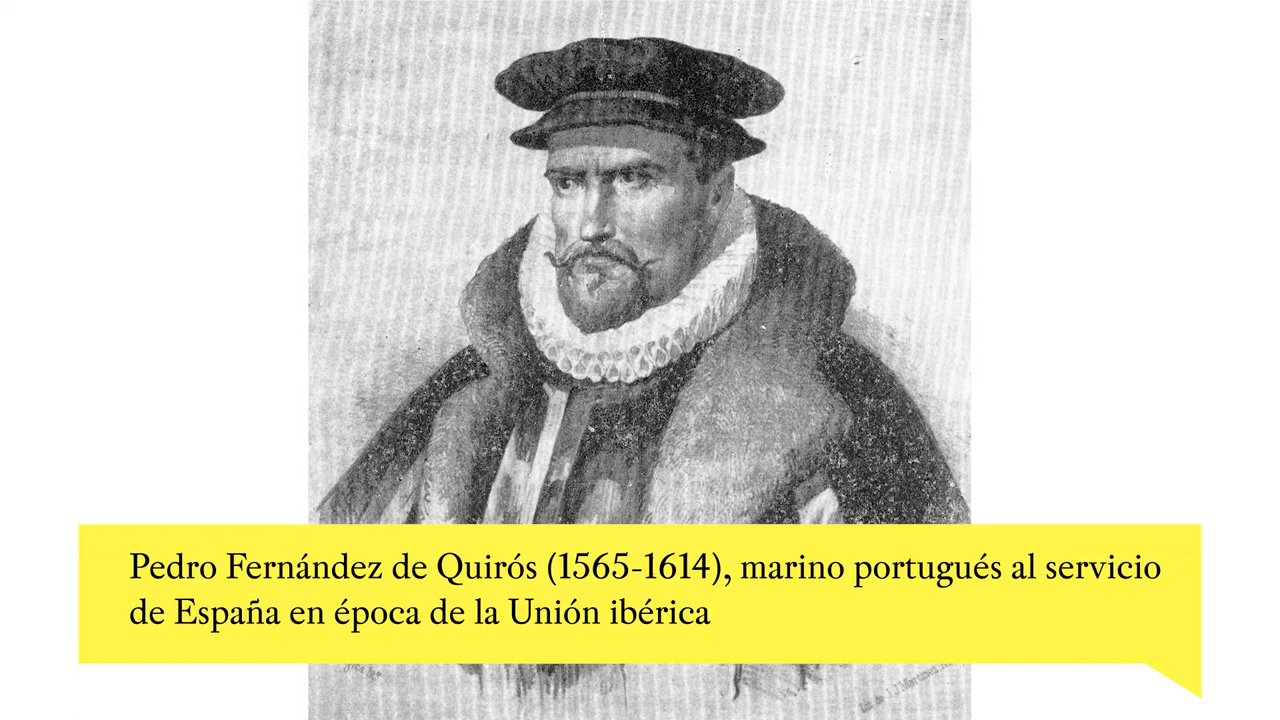 Pedro Fernández de Quirós (1565-1614), marino portugués al servicio
de España en época de la Unión ibérica